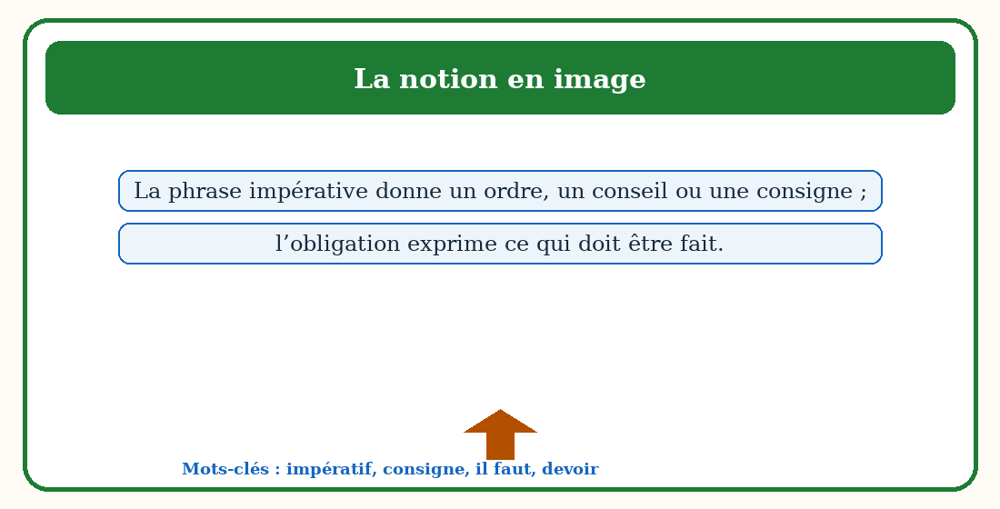 La notion en image
La phrase impérative donne un ordre, un conseil ou une consigne ;
l’obligation exprime ce qui doit être fait.
Mots-clés : impératif, consigne, il faut, devoir